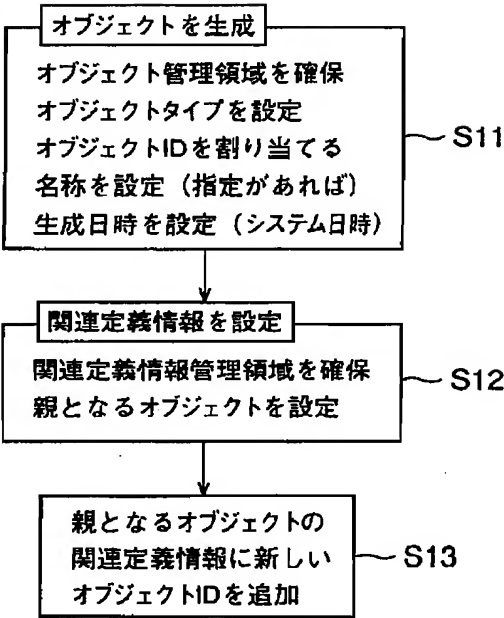 オブジェクトを生成
オブジェクト管理領域を確保
オブジェクトタイプを設定
オブジェクトIDを割り当てる
名称を設定（指定があれば）
生成日時を設定（システム日時）
S11
関連定義情報を設定
関連定義情報管理領域を確保
親となるオブジェクトを設定
S12
親となるオブジェクトの
関連定義情報に新しい
オブジェクトIDを追加
S13